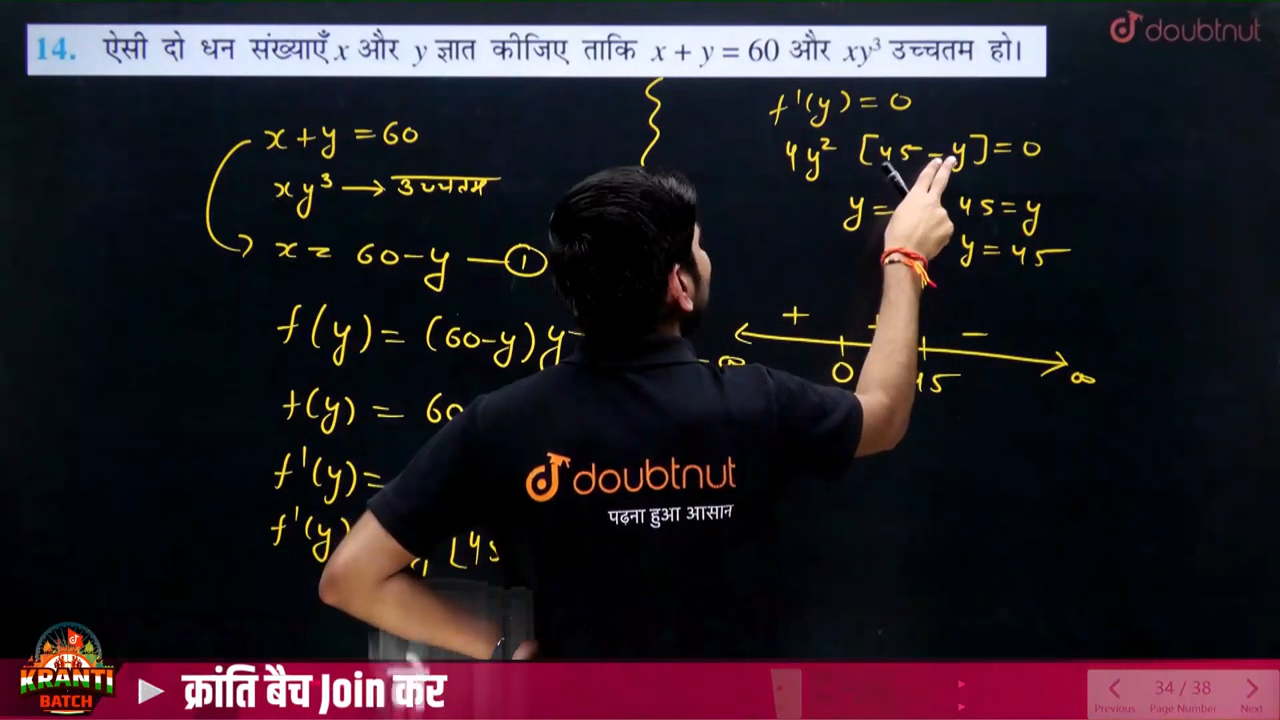 14. ऐसी दो धन संख्याएँ x और y ज्ञात कीजिए ताकि x + y = 60 और xy³ उच्चतम हो।
doubtnut
x + y = 60
xy³ → उच्चतम
x = 60 - y — ①
f(y) = (60-y) y
f(y) = 60
f'(y) =
f'(y)
[45
f'(y) = 0
4y² [45 - y] = 0
y = 45 = y
y = 45
+ + −
0 45 ∞
doubtnut
पढ़ना हुआ आसान
KRANTI
BATCH
क्रांति बैच Join कर
34 / 38
Previous Page Number Next